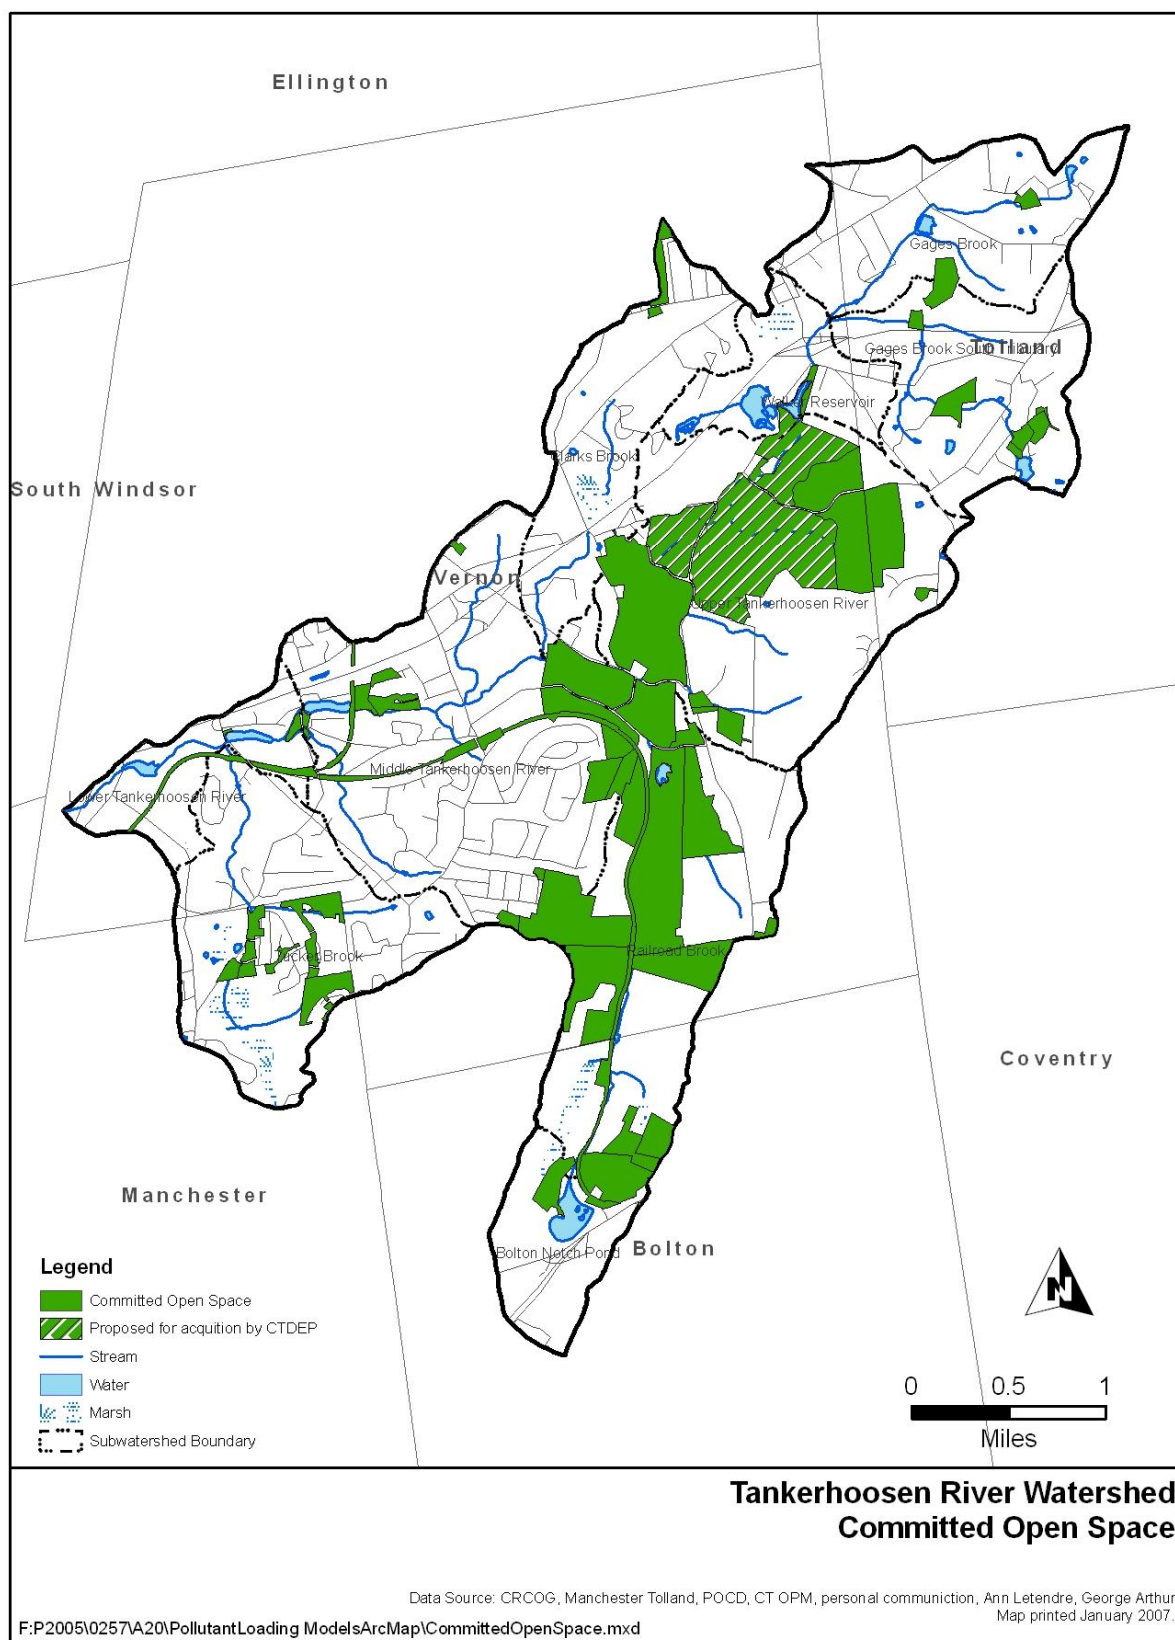 Ellington
Gages Brook
Gages Brook South Tributary
Tolland
Walker Reservoir
Clarks Brook
South Windsor
Vernon
Upper Tankerhoosen River
Middle Tankerhoosen River
Lower Tankerhoosen River
Railroad Brook
Tucker Brook
Coventry
Manchester
Bolton Notch Pond
Bolton
N
Legend
Committed Open Space
Proposed for acqution by CTDEP
Stream
Water
Marsh
Subwatershed Boundary
0 0.5 1
Miles
Tankerhoosen River Watershed
Committed Open Space
Data Source: CRCOG, Manchester Tolland, POCD, CT OPM, personal communiction, Ann Letendre, George Arthur
Map printed January 2007.
F:P2005\0257\A20\PollutantLoading ModelsArcMap\CommittedOpenSpace.mxd